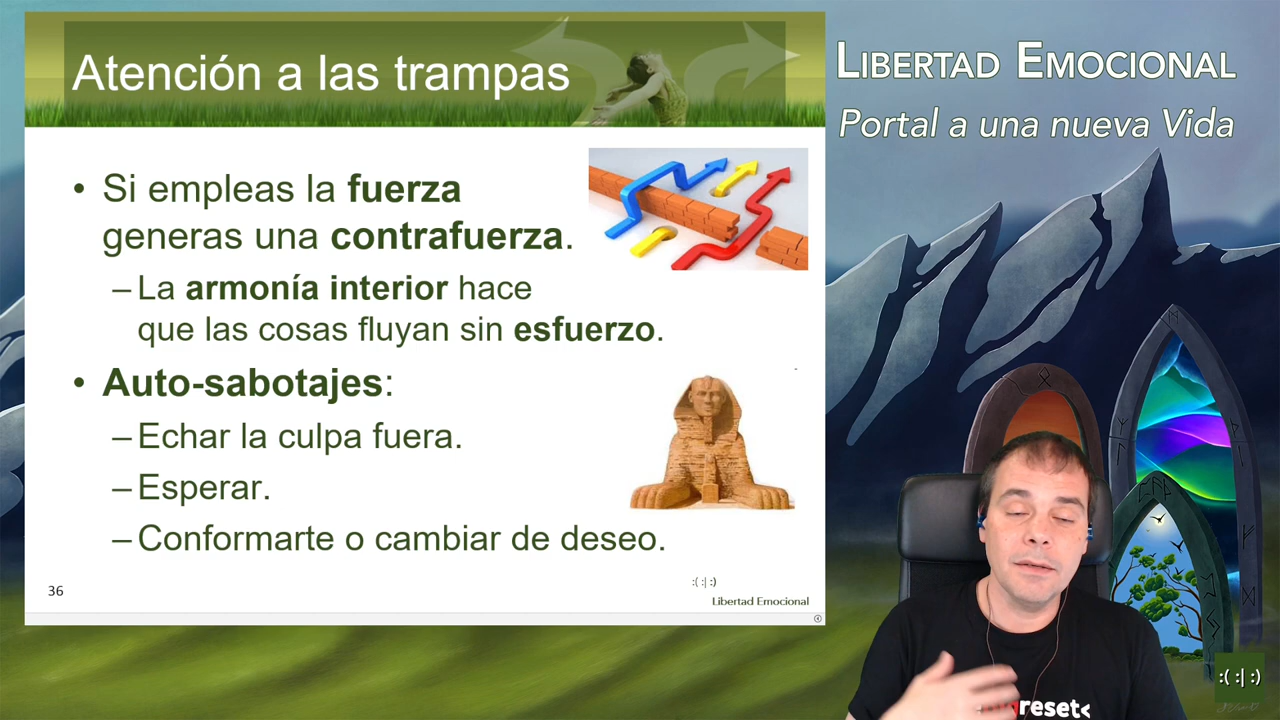 Atención a las trampas
LIBERTAD EMOCIONAL
Portal a una nueva Vida
• Si empleas la fuerza
generas una contrafuerza.
– La armonía interior hace
que las cosas fluyan sin esfuerzo.
• Auto-sabotajes:
– Echar la culpa fuera.
– Esperar.
– Conformarte o cambiar de deseo.
36
:( :| :)
Libertad Emocional
:( :| :)
reset<